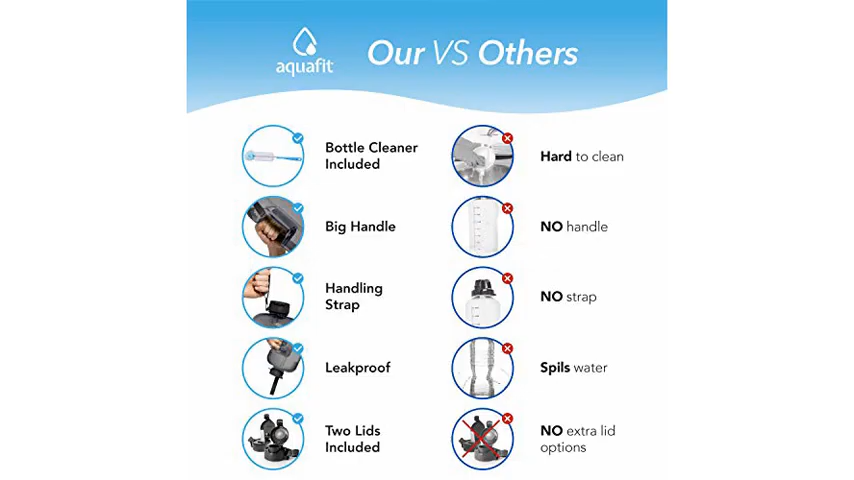 aquafit
Our VS Others
Bottle Cleaner
Included
Hard to clean
Big Handle
NO handle
Handling
Strap
NO strap
Leakproof
Spils water
Two Lids
Included
NO extra lid
options